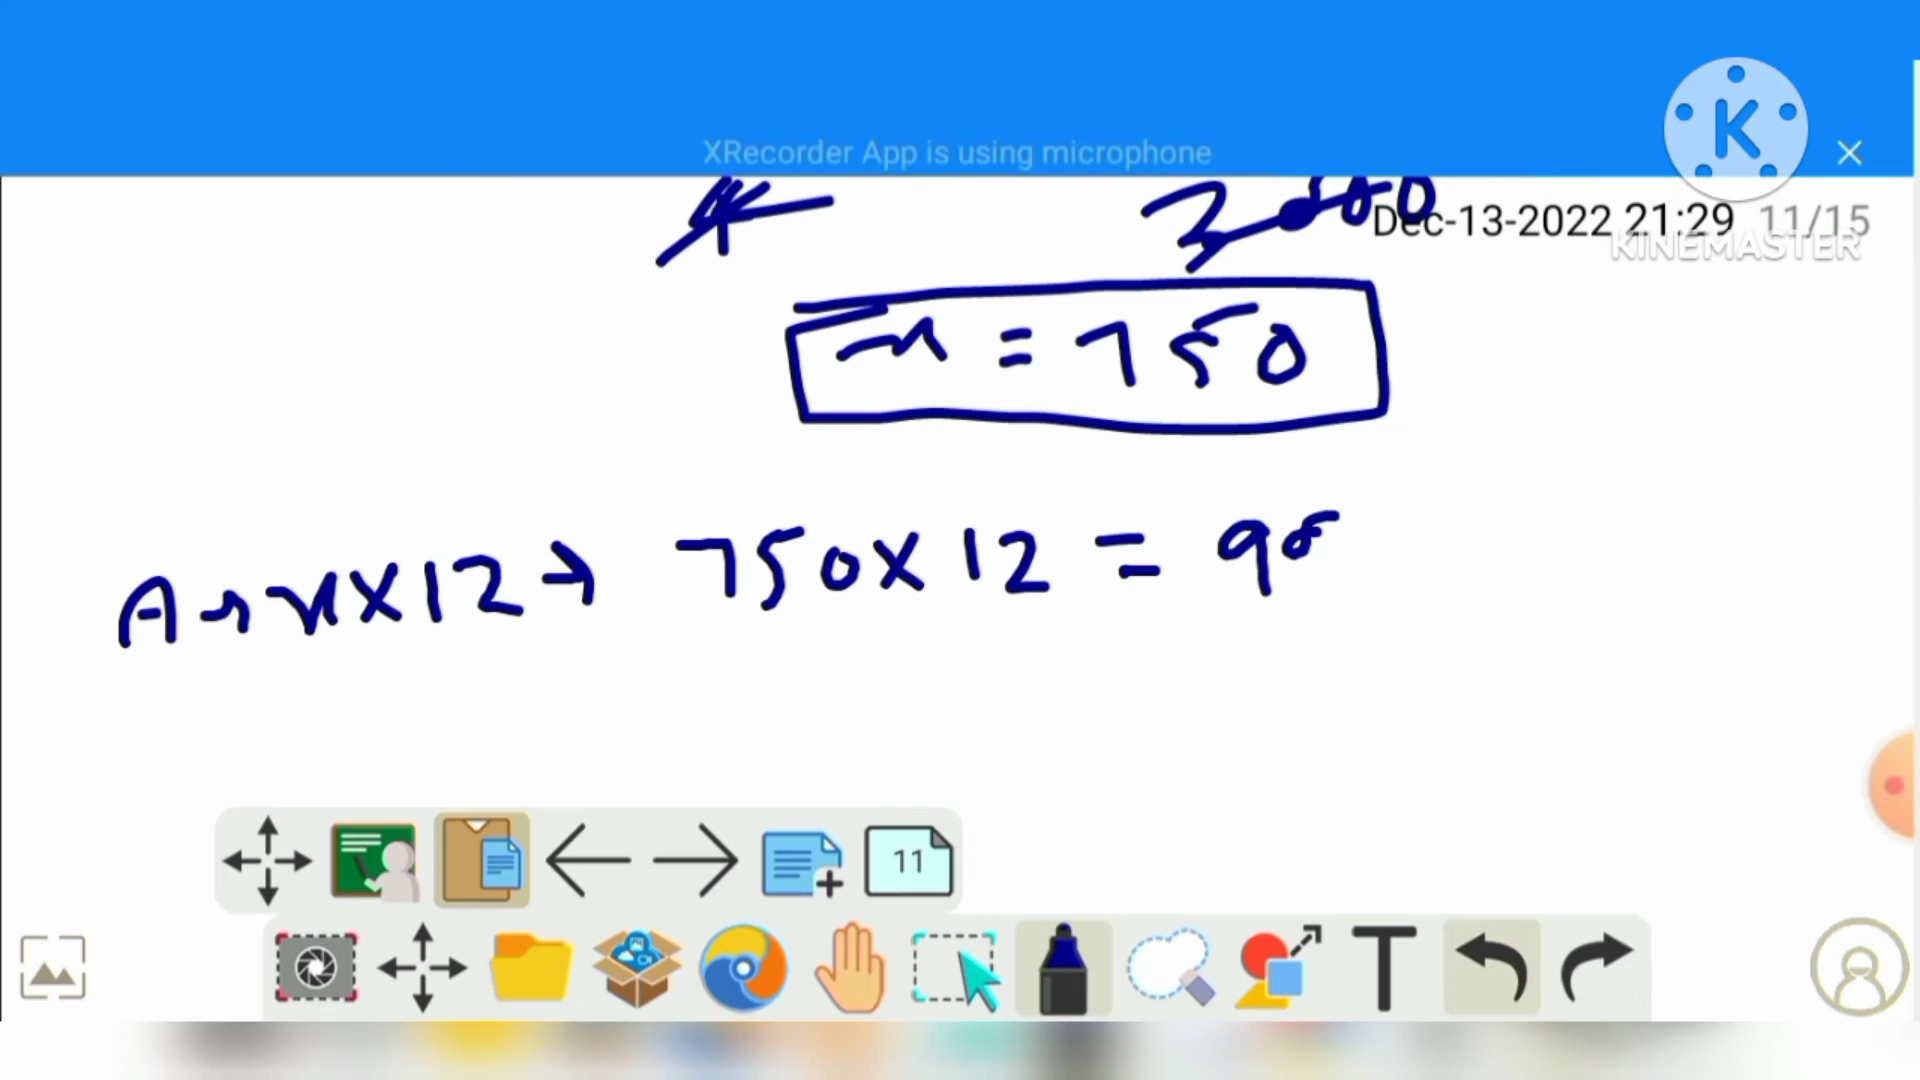 XRecorder App is using microphone
K
Dec-13-2022 21:29 11/15
KINEMASTER
x = 750
A → x X 12 → 750 X 12 = 90
11
T